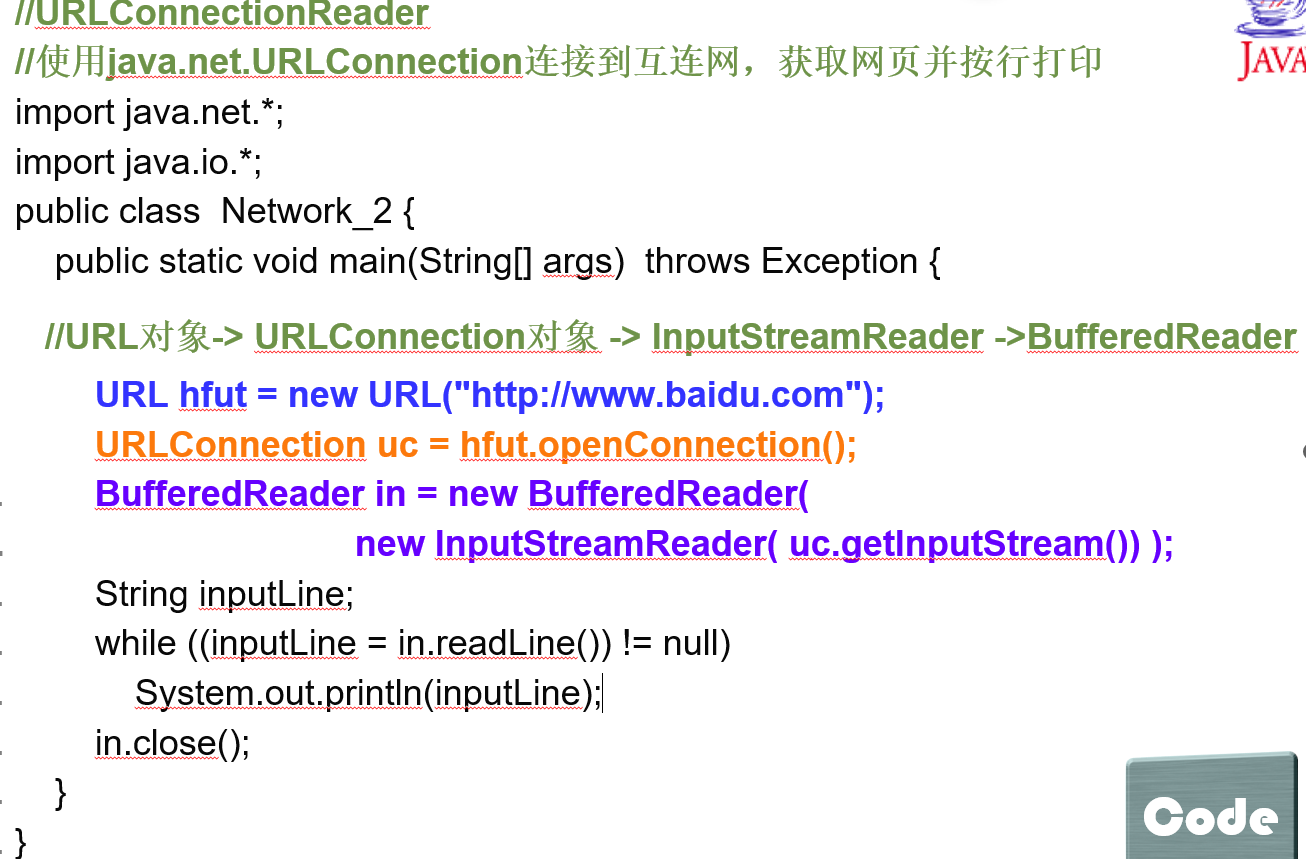 //URLConnectionReader
//使用java.net.URLConnection连接到互连网，获取网页并按行打印
JAVA
import java.net.*;
import java.io.*;
public class  Network_2 {
public static void main(String[] args)  throws Exception {
//URL对象-> URLConnection对象 -> InputStreamReader ->BufferedReader
URL hfut = new URL("http://www.baidu.com");
URLConnection uc = hfut.openConnection();
BufferedReader in = new BufferedReader(
new InputStreamReader( uc.getInputStream()) );
String inputLine;
while ((inputLine = in.readLine()) != null)
System.out.println(inputLine);
in.close();
}
}
Code